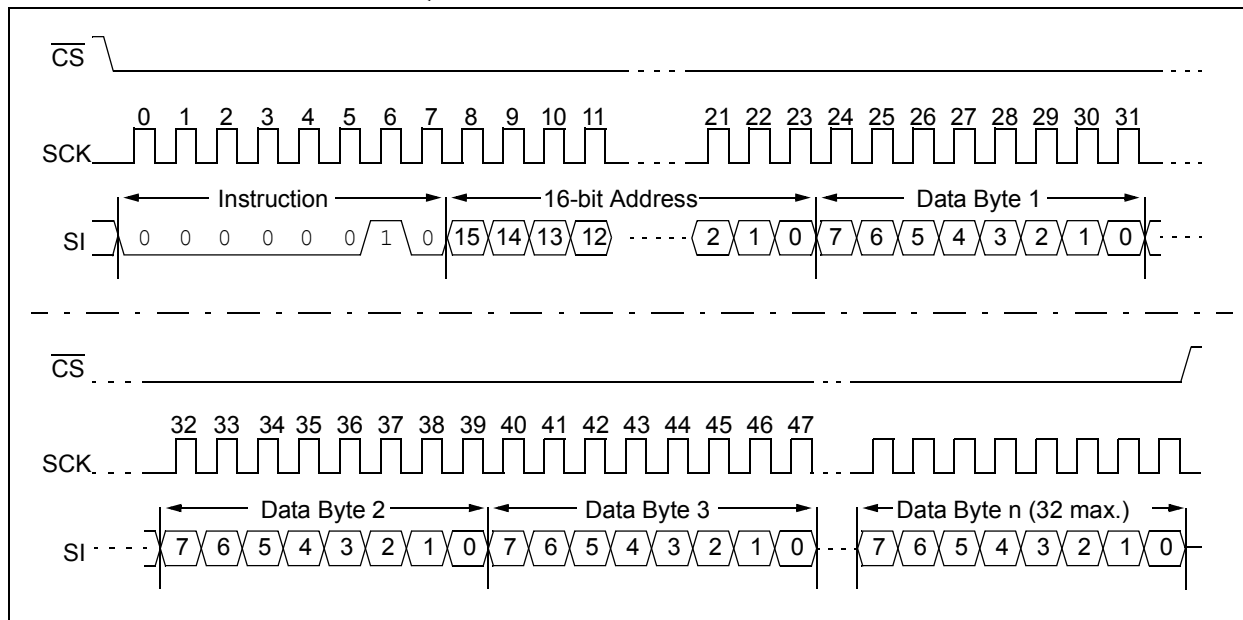 CS
0 1 2 3 4 5 6 7 8 9 10 11 21 22 23 24 25 26 27 28 29 30 31
SCK
Instruction 16-bit Address Data Byte 1
SI 0 0 0 0 0 0 1 0 15 14 13 12 2 1 0 7 6 5 4 3 2 1 0
CS
32 33 34 35 36 37 38 39 40 41 42 43 44 45 46 47
SCK
Data Byte 2 Data Byte 3 Data Byte n (32 max.)
SI 7 6 5 4 3 2 1 0 7 6 5 4 3 2 1 0 7 6 5 4 3 2 1 0